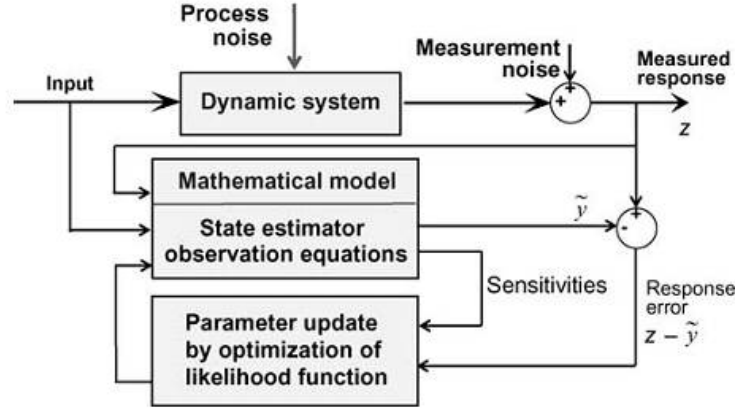 Process
noise
Measurement
noise
Measured
response
Input
Dynamic system
+
+
z
Mathematical model
State estimator
observation equations
ỹ
+
-
Sensitivities
Response
error
z – ỹ
Parameter update
by optimization of
likelihood function